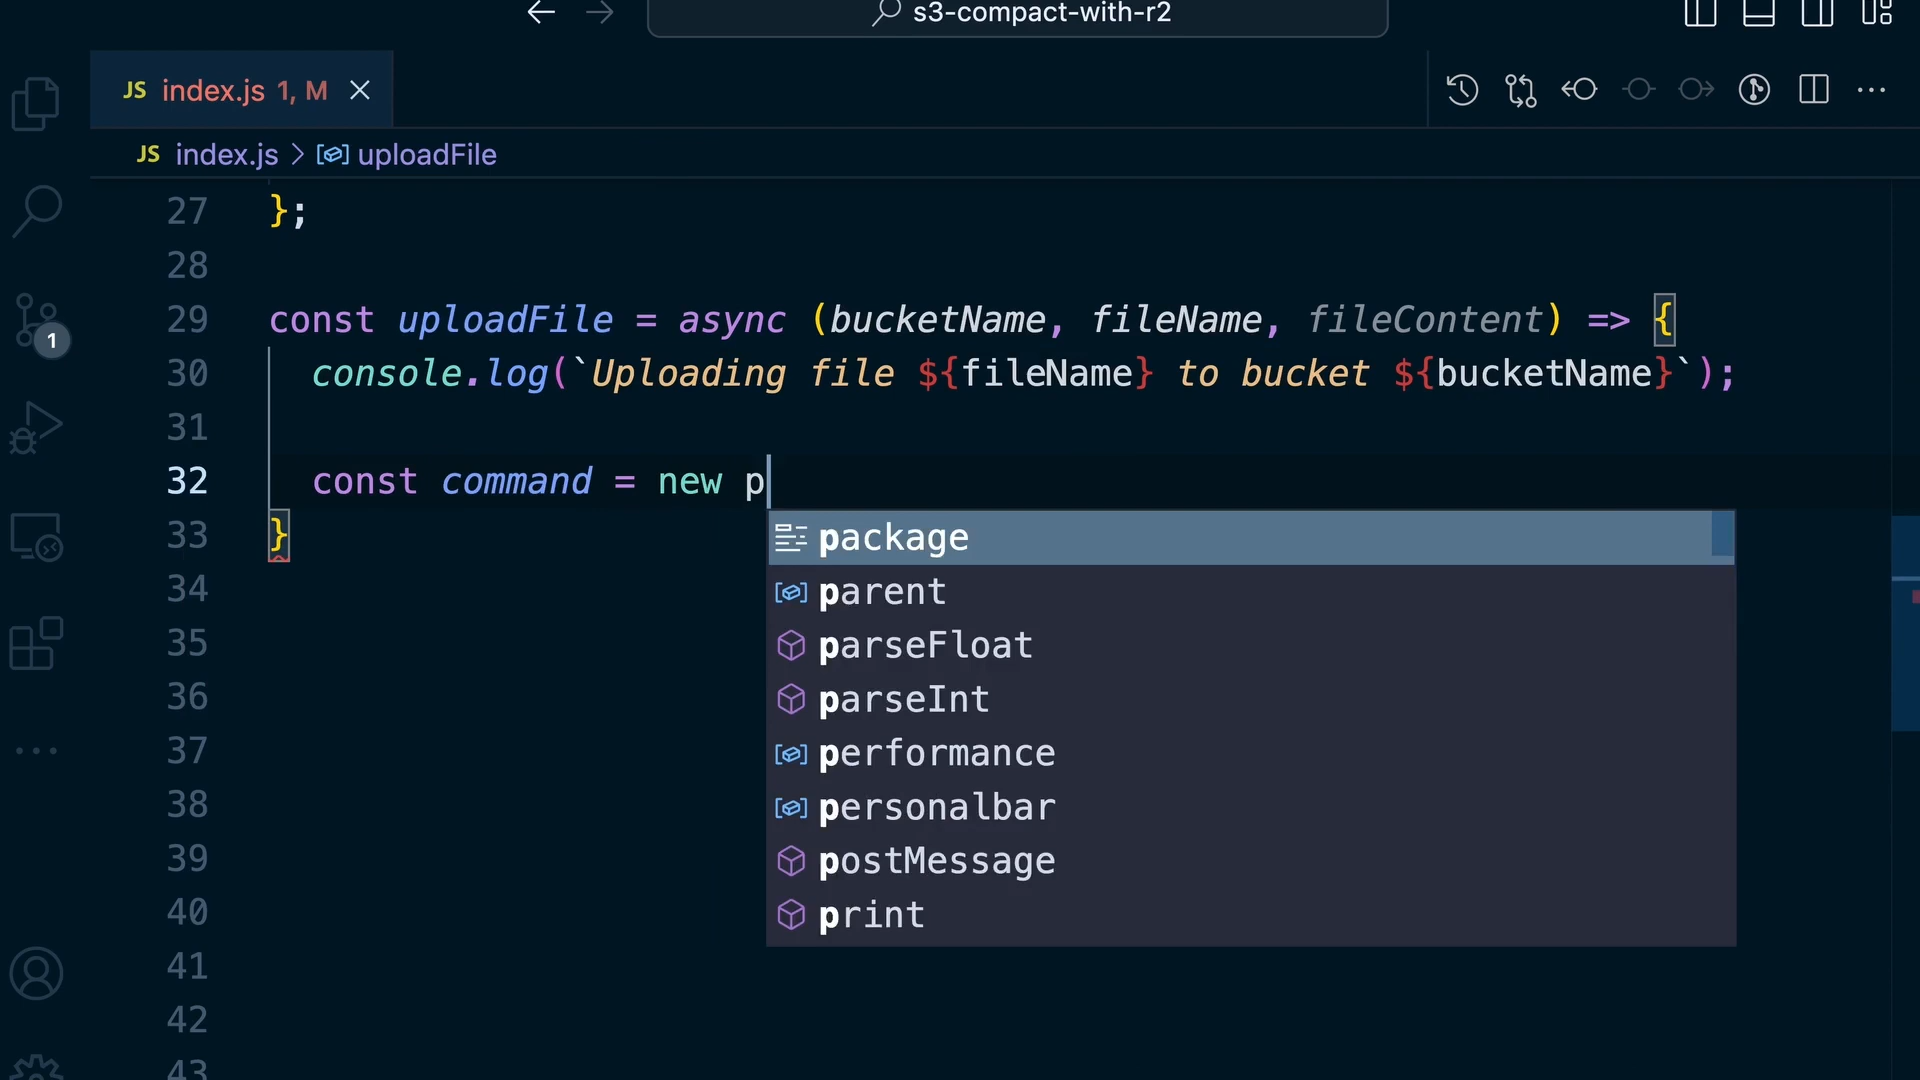 s3-compact-with-r2
JS index.js 1, M
JS index.js > uploadFile
27 };
28
29 const uploadFile = async (bucketName, fileName, fileContent) => {
30 console.log(`Uploading file ${fileName} to bucket ${bucketName}`);
31
32 const command = new p
33 }
package
34
parent
35
parseFloat
36
parseInt
37
performance
38
personalbar
39
postMessage
40
print
41
42
43
1